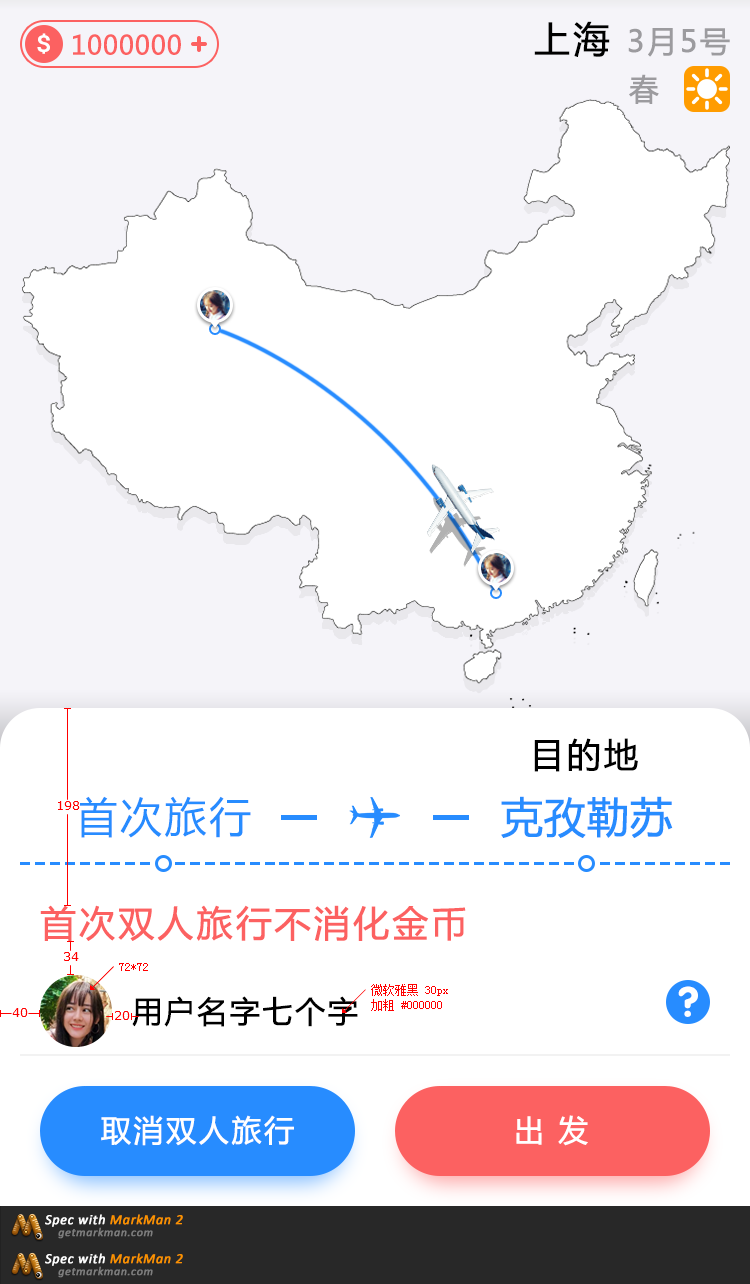 $ 1000000 +
上海 3月5号
春
目的地
198
首次旅行 — — 克孜勒苏
首次双人旅行不消化金币
34
72*72
微软雅黑 30px
加粗 #000000
40
20
用户名字七个字
?
取消双人旅行
出 发
Spec with MarkMan 2
getmarkman.com
Spec with MarkMan 2
getmarkman.com